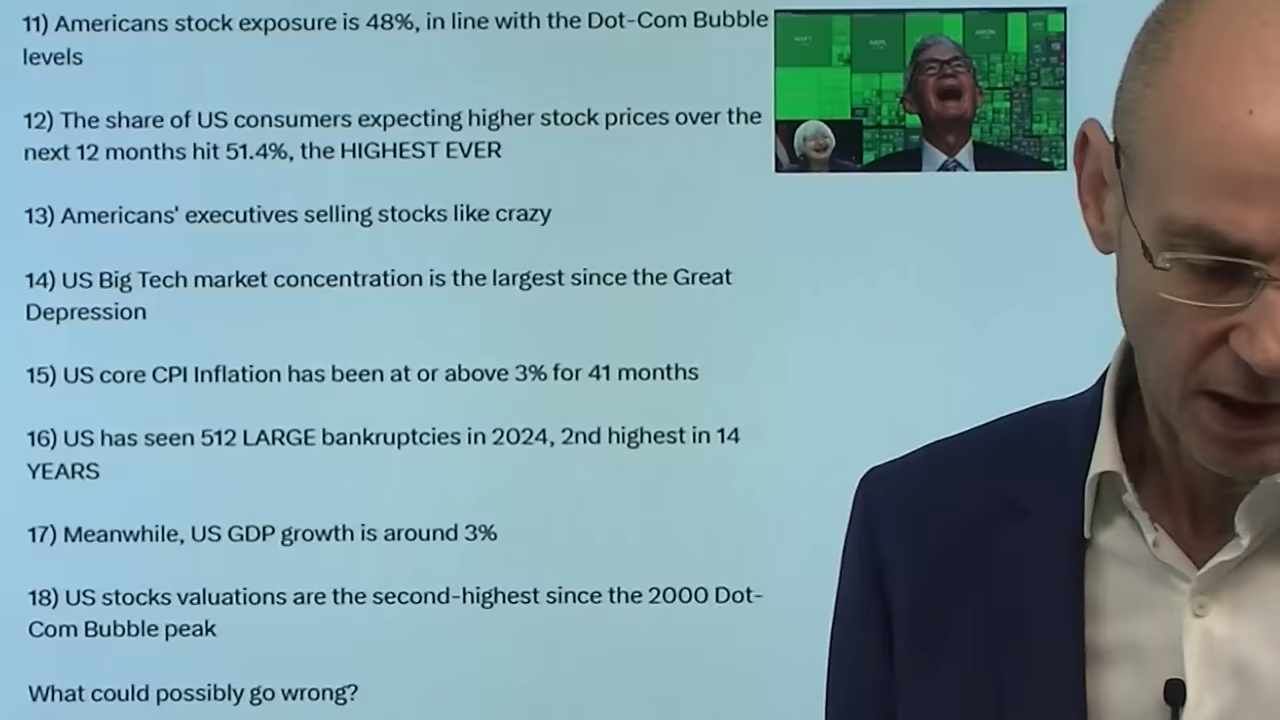 11) Americans stock exposure is 48%, in line with the Dot-Com Bubble
levels
12) The share of US consumers expecting higher stock prices over the
next 12 months hit 51.4%, the HIGHEST EVER
13) Americans' executives selling stocks like crazy
14) US Big Tech market concentration is the largest since the Great
Depression
15) US core CPI Inflation has been at or above 3% for 41 months
16) US has seen 512 LARGE bankruptcies in 2024, 2nd highest in 14
YEARS
17) Meanwhile, US GDP growth is around 3%
18) US stocks valuations are the second-highest since the 2000 Dot-
Com Bubble peak
What could possibly go wrong?